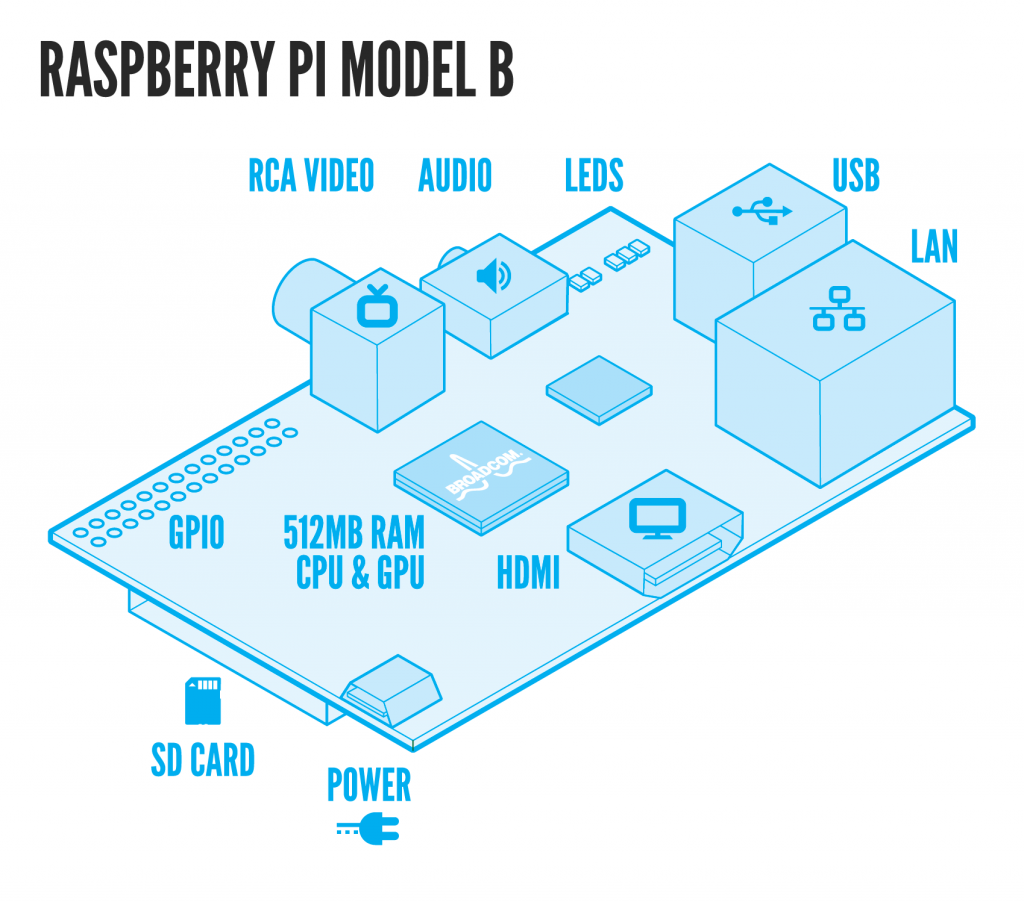 RASPBERRY PI MODEL B
RCA VIDEO
AUDIO
LEDS
USB
LAN
BROADCOM.
GPIO
512MB RAM
CPU & GPU
HDMI
SD CARD
POWER